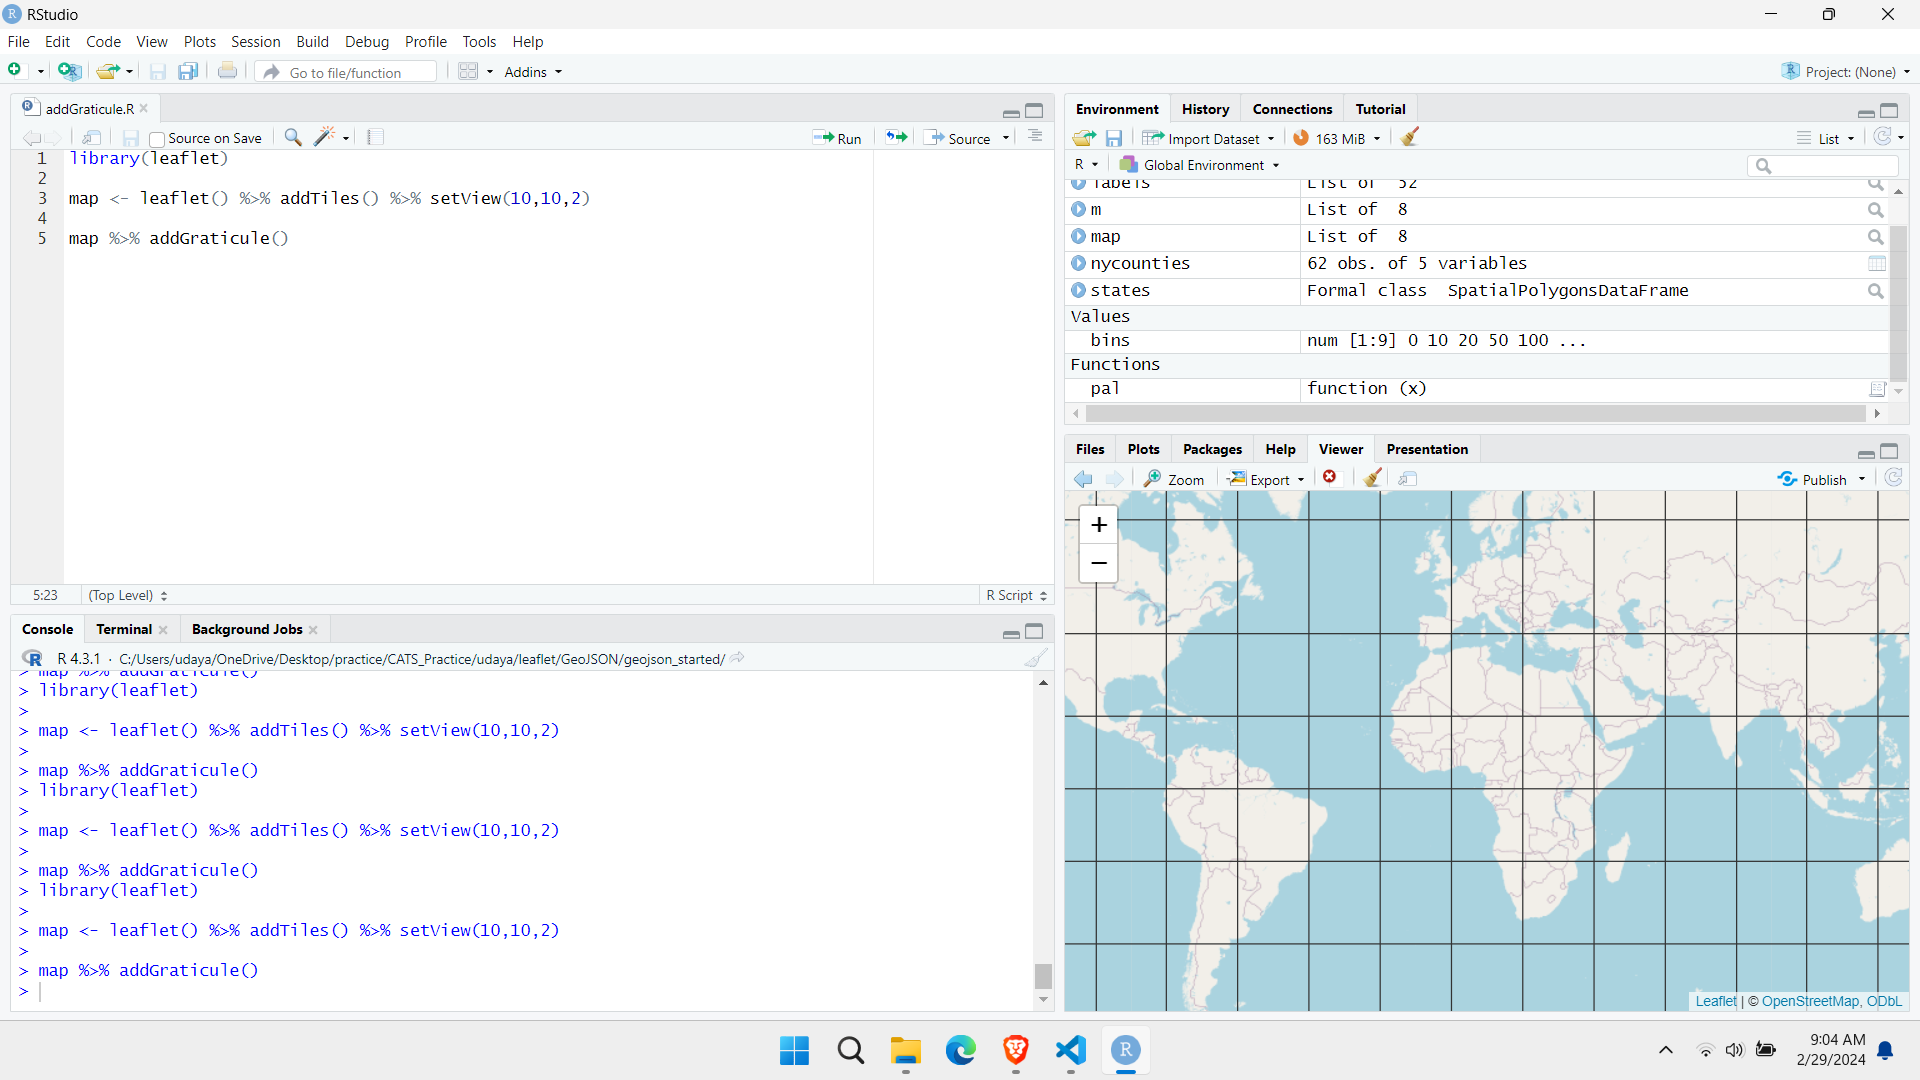 RStudio
File Edit Code View Plots Session Build Debug Profile Tools Help
Go to file/function Addins Project: (None)
addGraticule.R
Source on Save Run Source
1 library(leaflet)
2
3 map <- leaflet() %>% addTiles() %>% setView(10,10,2)
4
5 map %>% addGraticule()
5:23 (Top Level) R Script
Console Terminal Background Jobs
R 4.3.1 · C:/Users/udaya/OneDrive/Desktop/practice/CATS_Practice/udaya/leaflet/GeoJSON/geojson_started/
> map %>% addGraticule()
> library(leaflet)
>
> map <- leaflet() %>% addTiles() %>% setView(10,10,2)
>
> map %>% addGraticule()
> library(leaflet)
>
> map <- leaflet() %>% addTiles() %>% setView(10,10,2)
>
> map %>% addGraticule()
> library(leaflet)
>
> map <- leaflet() %>% addTiles() %>% setView(10,10,2)
>
> map %>% addGraticule()
>
Environment History Connections Tutorial
Import Dataset 163 MiB List
R Global Environment
labels List of 52
m List of 8
map List of 8
nycounties 62 obs. of 5 variables
states Formal class SpatialPolygonsDataFrame
Values
bins num [1:9] 0 10 20 50 100 ...
Functions
pal function (x)
Files Plots Packages Help Viewer Presentation
Zoom Export Publish
+
−
Leaflet | © OpenStreetMap, ODbL
9:04 AM
2/29/2024